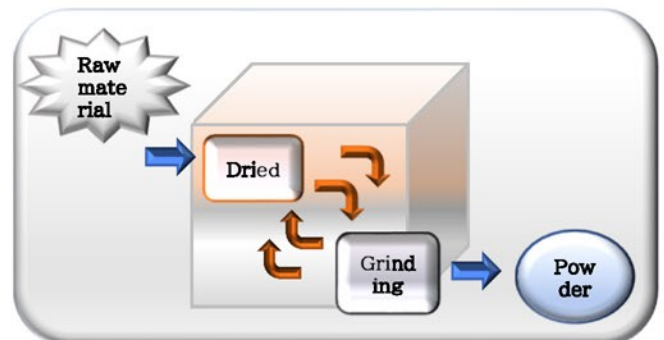 Raw
mate
rial
Dried
Grind
ing
Pow
der